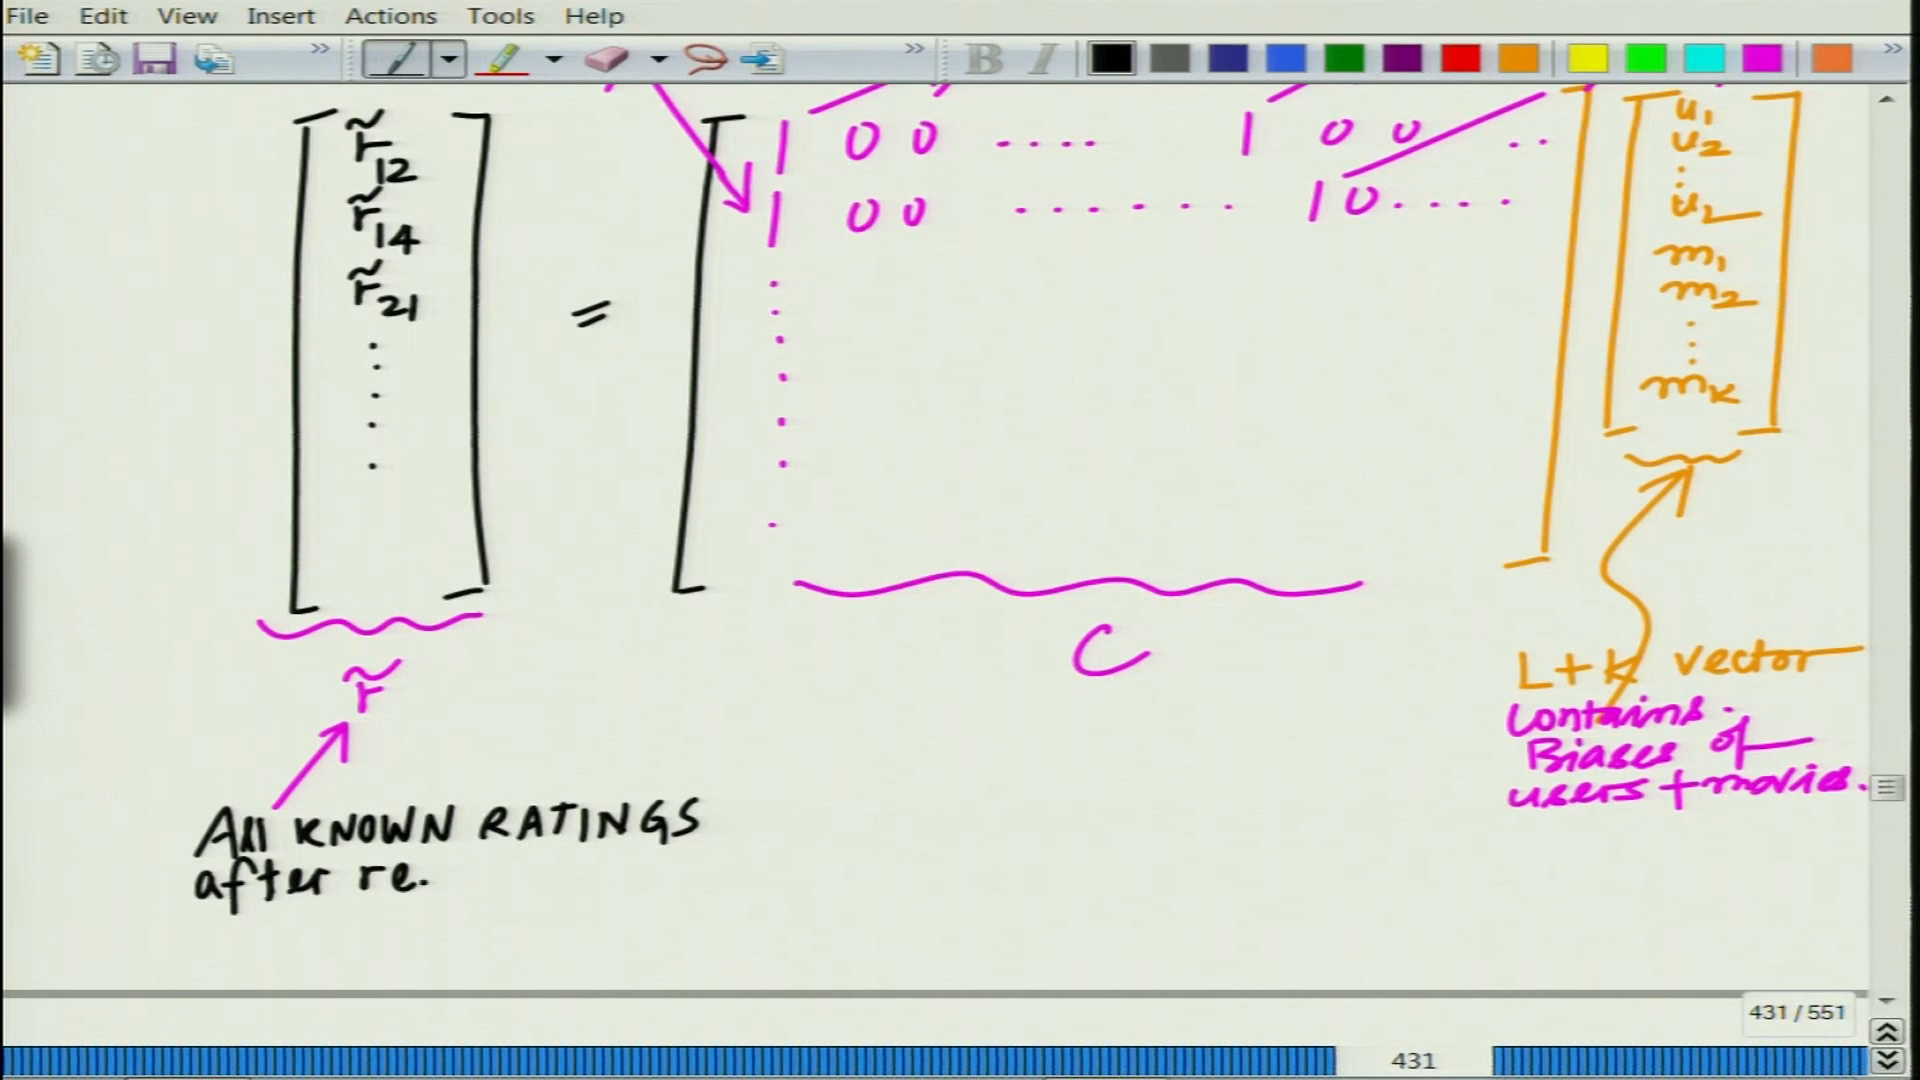 File Edit View Insert Actions Tools Help
B I
r̃12
r̃14
r̃21
=
1 0 0 .... 1 0 0 ..
1 0 0 ....... 1 0 ....
u1
u2
uL
m1
m2
mK
r̃
C
L+K vector
Contains
Biases of
users + movies.
All KNOWN RATINGS
after re.
431 / 551
431